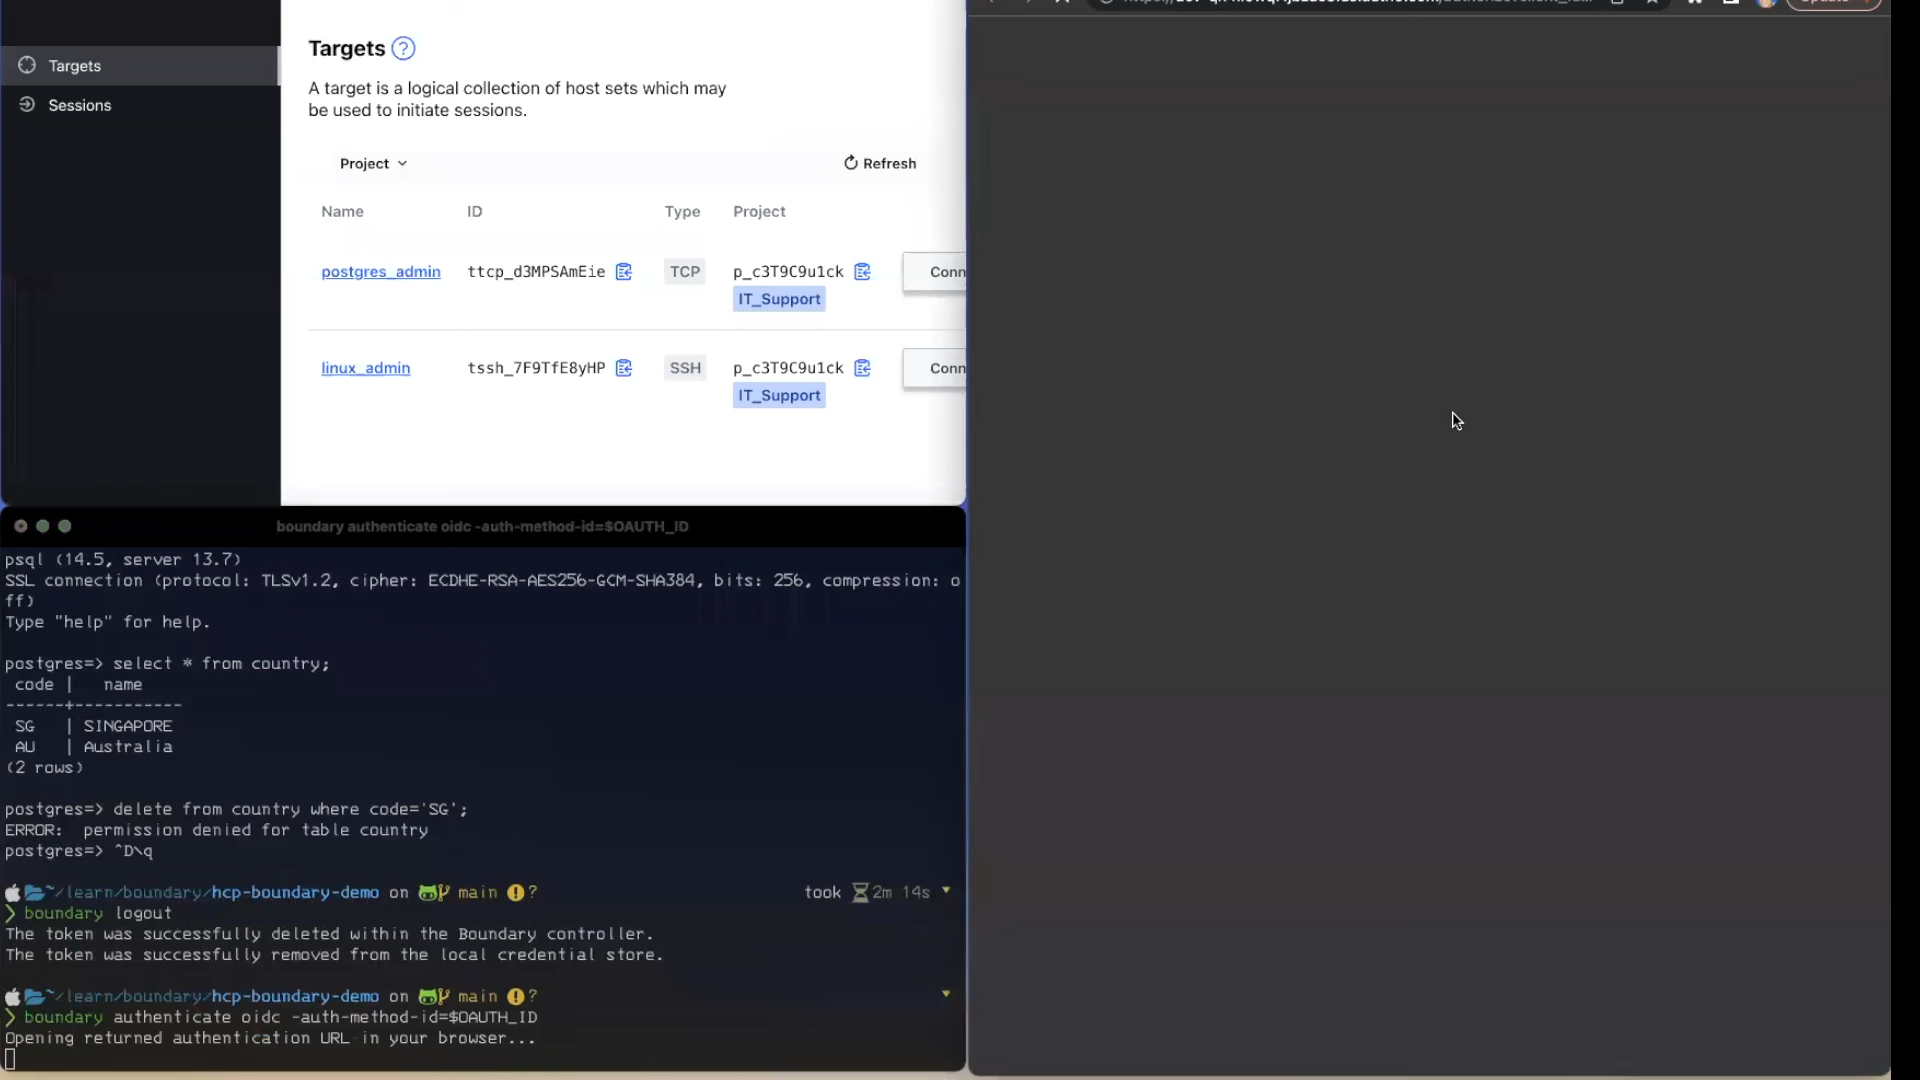 Targets
Sessions
Targets ?
A target is a logical collection of host sets which may
be used to initiate sessions.
Project
Refresh
Name ID Type Project
postgres_admin ttcp_d3MPSAmEie TCP p_c3T9C9u1ck Conn
IT_Support
linux_admin tssh_7F9TfE8yHP SSH p_c3T9C9u1ck Conn
IT_Support
boundary authenticate oidc -auth-method-id=$OAUTH_ID
psql (14.5, server 13.7)
SSL connection (protocol: TLSv1.2, cipher: ECDHE-RSA-AES256-GCM-SHA384, bits: 256, compression: o
ff)
Type "help" for help.
postgres=> select * from country;
code | name
------+-----------
SG | SINGAPORE
AU | Australia
(2 rows)
postgres=> delete from country where code='SG';
ERROR: permission denied for table country
postgres=> ^D\q
~/learn/boundary/hcp-boundary-demo on main ? took 2m 14s
❯ boundary logout
The token was successfully deleted within the Boundary controller.
The token was successfully removed from the local credential store.
~/learn/boundary/hcp-boundary-demo on main ?
❯ boundary authenticate oidc -auth-method-id=$OAUTH_ID
Opening returned authentication URL in your browser...